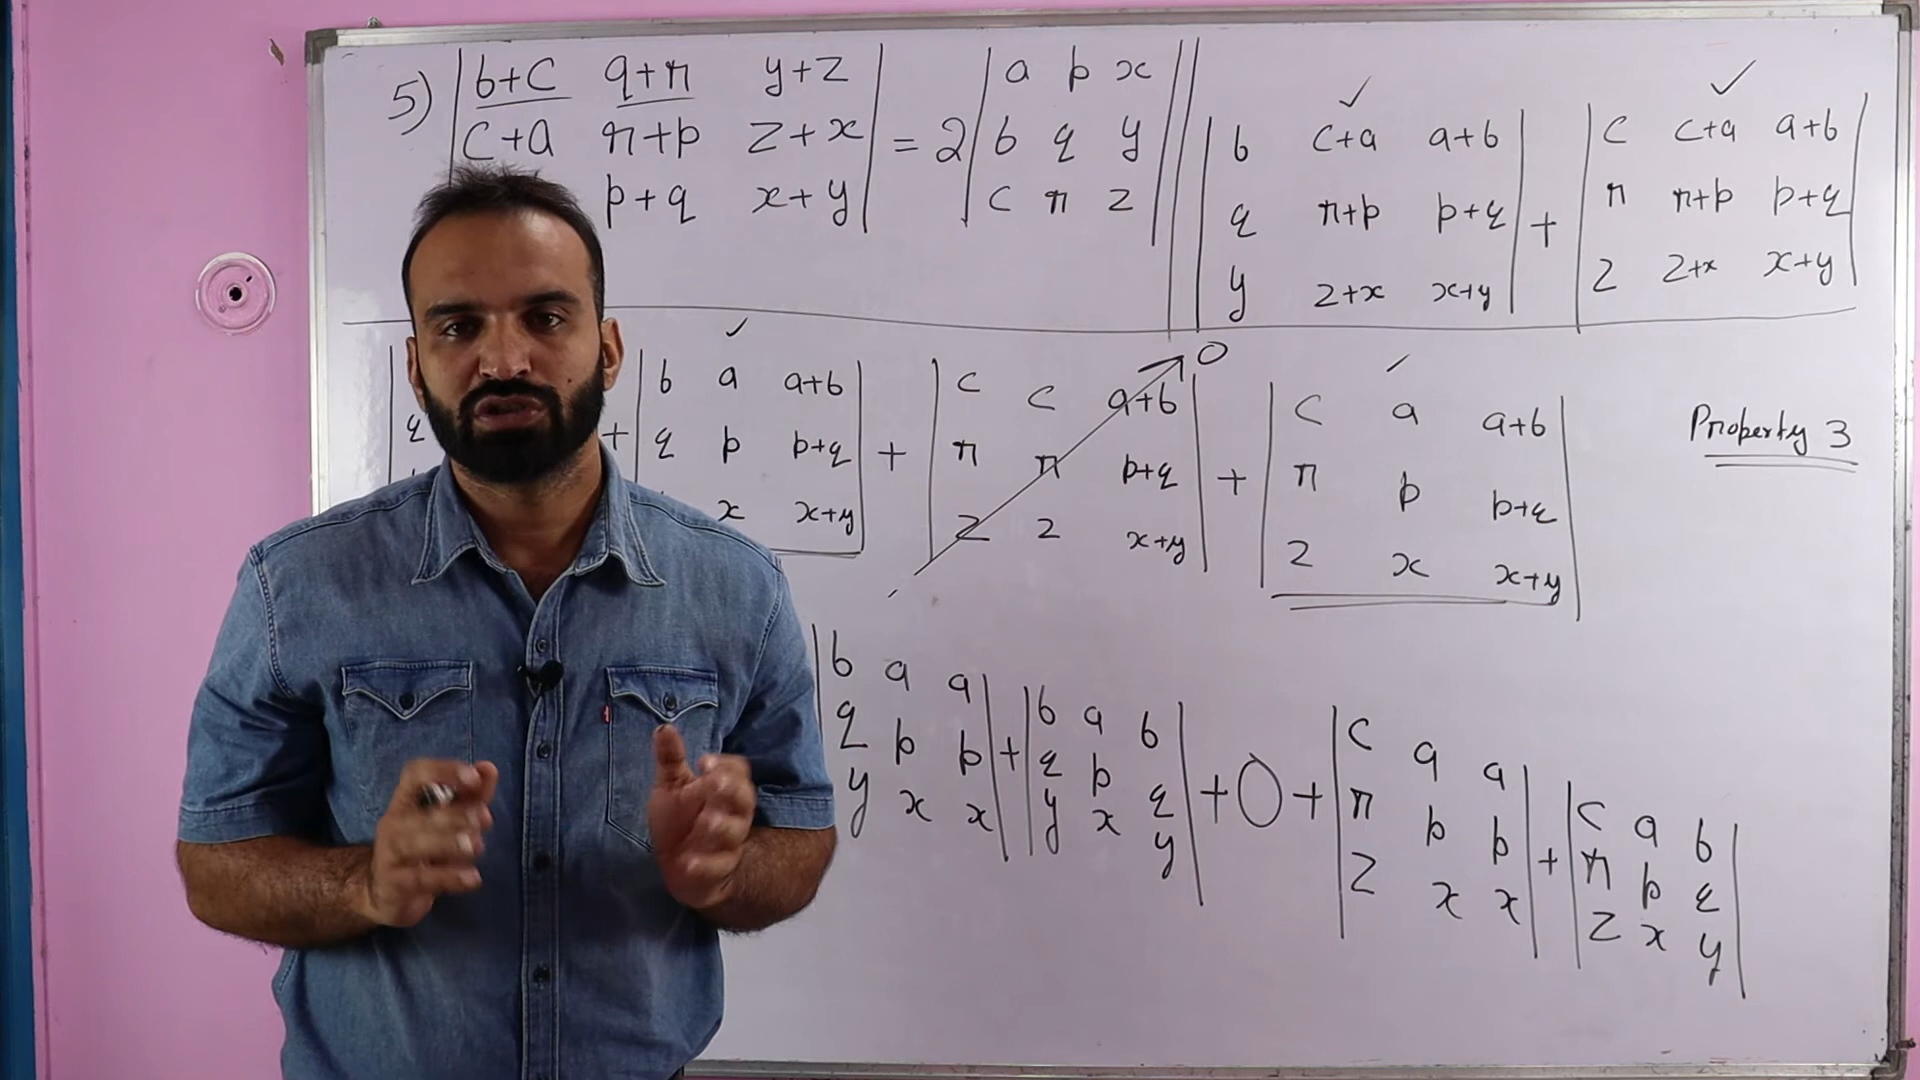 5) | b+c q+r y+z | = 2 | a p x |
| c+a r+p z+x | | b q y |
p+q x+y | | c r z |
| b c+a a+b | + | c c+a a+b |
| q r+p p+q | | r r+p p+q |
| y z+x x+y | | z z+x x+y |
+ | b a a+b | + | c c a+b | 0 + | c a a+b |
q | q p p+q | | r r p+q | | r p p+q |
x x+y | | z z x+y | | z x x+y |
Property 3
| b a a | + | b a b | + 0 + | c a a | + | c a b |
| q p p | | q p q | | r p p | | r p q |
| y x x | | y x y | | z x x | | z x y |